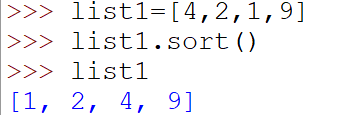 >>> list1=[4,2,1,9]
>>> list1.sort()
>>> list1
[1, 2, 4, 9]